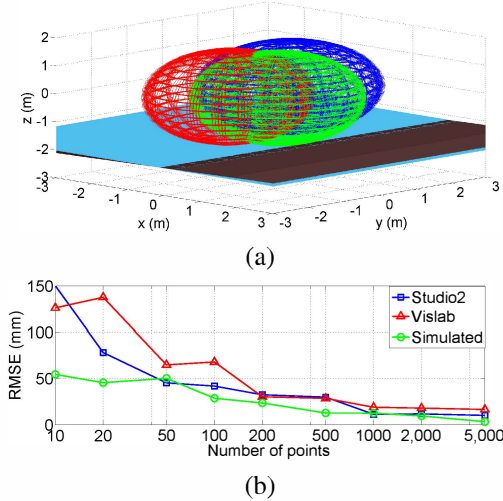 2
1
0
-1
-2
-3
z (m)
-3 -2 -1 0 1 2 3
x (m)
-3 -2 -1 0 1 2 3
y (m)
(a)
150
100
50
0
RMSE (mm)
Studio2
Vislab
Simulated
10 20 50 100 200 500 1000 2,000 5,000
Number of points
(b)